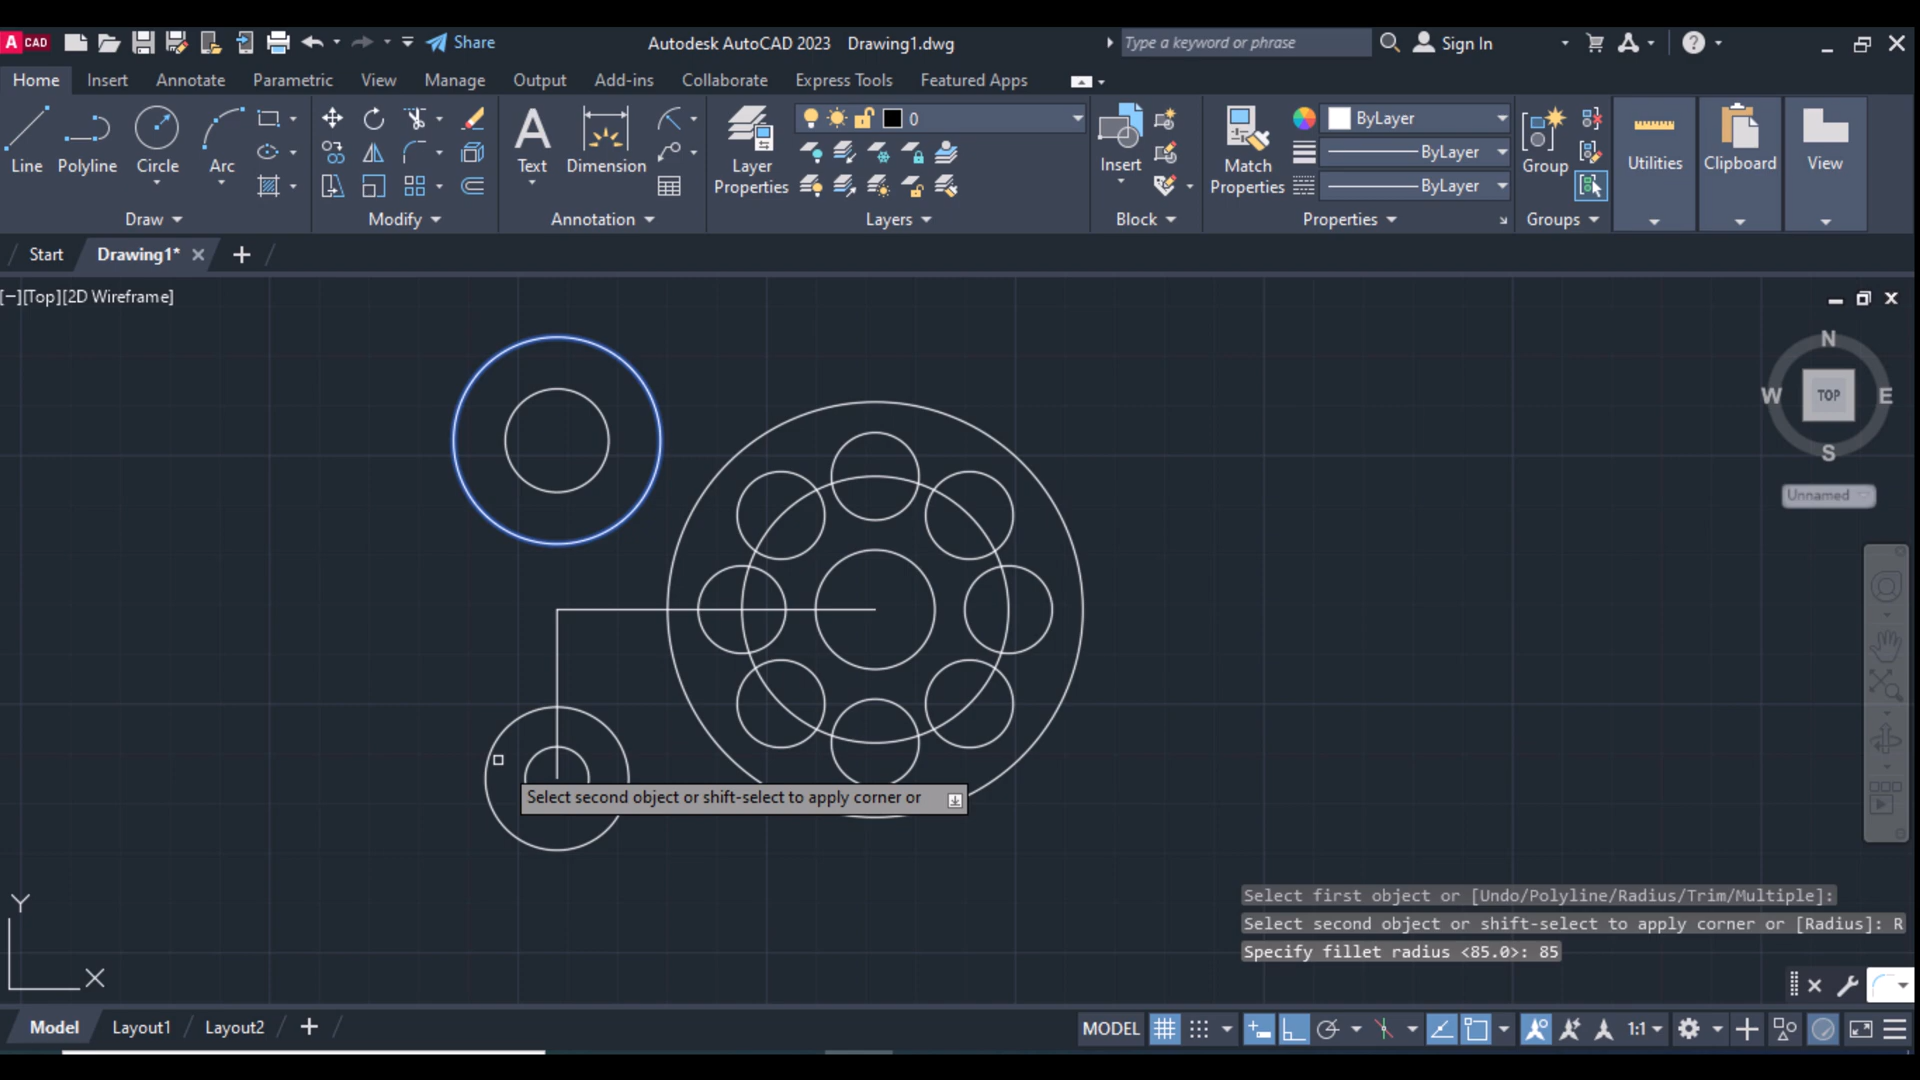 A CAD Share Autodesk AutoCAD 2023 Drawing1.dwg Type a keyword or phrase Sign In ?
Home Insert Annotate Parametric View Manage Output Add-ins Collaborate Express Tools Featured Apps
Line Polyline Circle Arc
A Text Dimension
Layer Properties
0
Insert
Match Properties
ByLayer
ByLayer
ByLayer
Group
Utilities Clipboard View
Draw Modify Annotation Layers Block Properties Groups
Start Drawing1* +
[−][Top][2D Wireframe]
N
W TOP E
S
Unnamed
Select second object or shift-select to apply corner or
Select first object or [Undo/Polyline/Radius/Trim/Multiple]:
Select second object or shift-select to apply corner or [Radius]: R
Specify fillet radius <85.0>: 85
Y
X
Model Layout1 Layout2 + MODEL 1:1